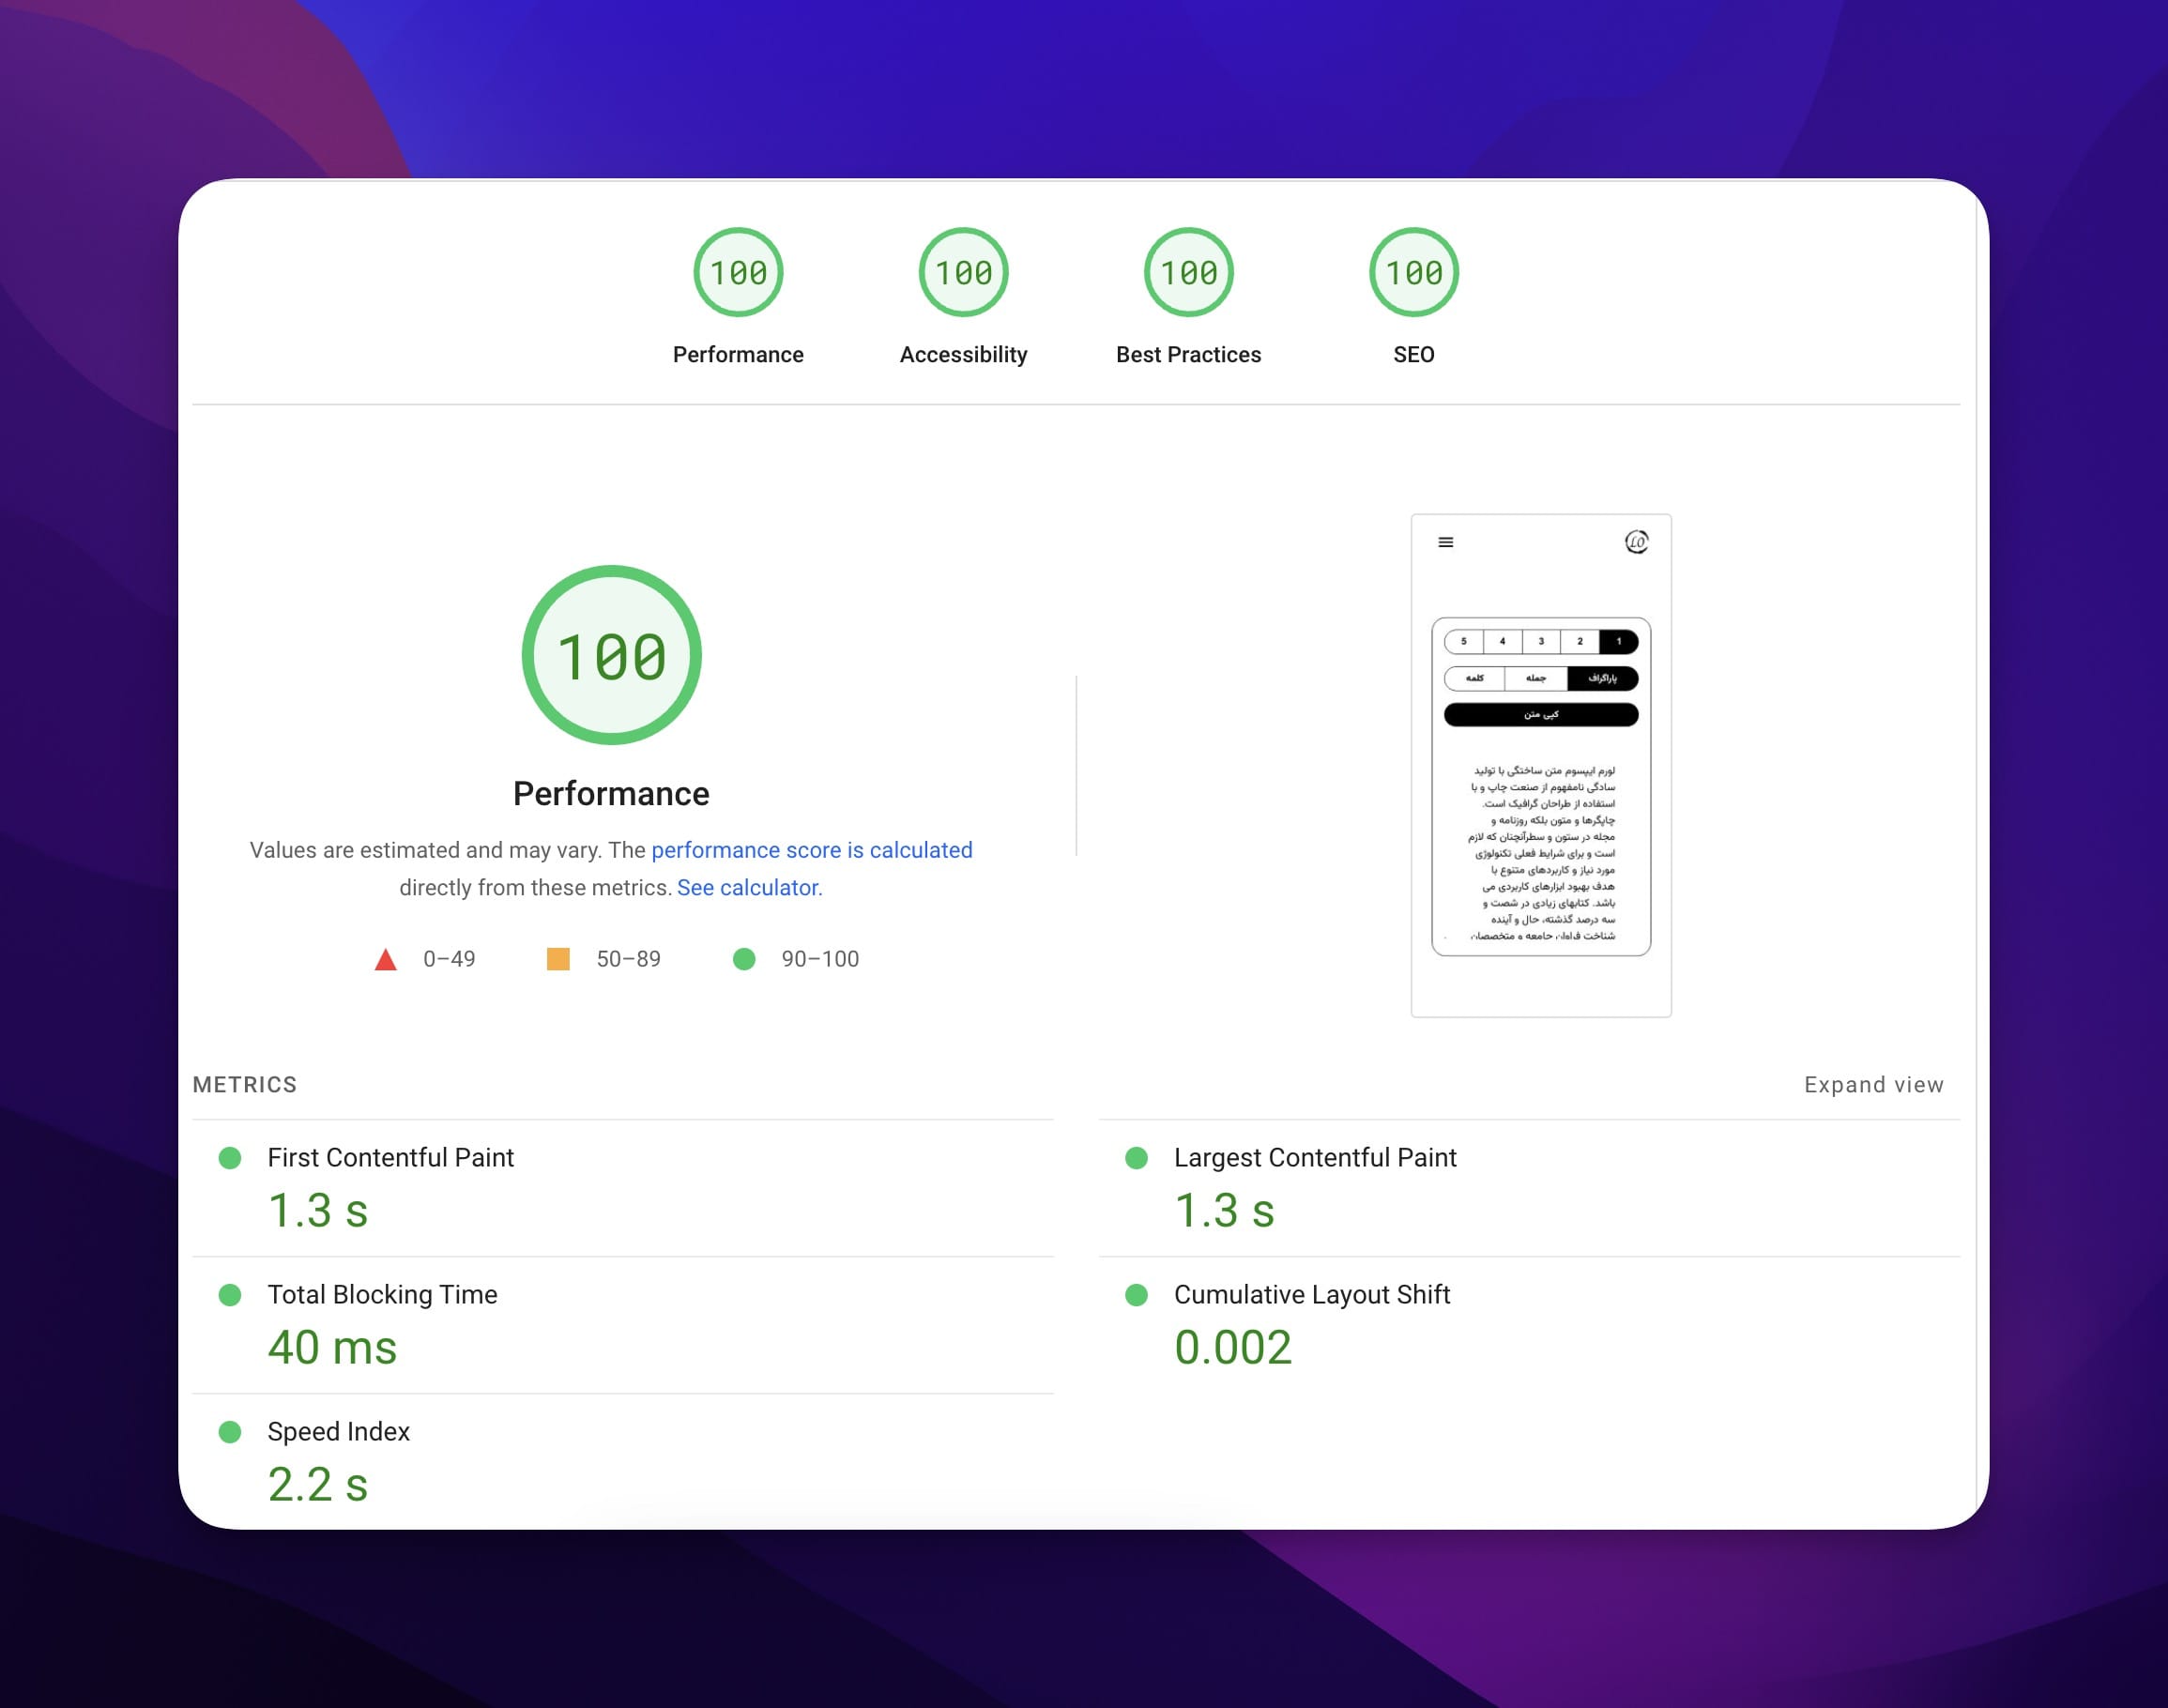 100
100
100
100
Performance
Accessibility
Best Practices
SEO
100
Performance
Values are estimated and may vary. The performance score is calculated
directly from these metrics. See calculator.
0–49
50–89
90–100
LO
1 2 3 4 5
پاراگراف جمله کلمه
کپی متن
لورم ایپسوم متن ساختگی با تولید
سادگی نامفهوم از صنعت چاپ و با
استفاده از طراحان گرافیک است.
چاپگرها و متون بلکه روزنامه و
مجله در ستون و سطرآنچنان که لازم
است و برای شرایط فعلی تکنولوژی
مورد نیاز و کاربردهای متنوع با
هدف بهبود ابزارهای کاربردی می
باشد. کتابهای زیادی در شصت و
سه درصد گذشته، حال و آینده
شناخت فراوان جامعه و متخصصان
METRICS
Expand view
First Contentful Paint
1.3 s
Largest Contentful Paint
1.3 s
Total Blocking Time
40 ms
Cumulative Layout Shift
0.002
Speed Index
2.2 s